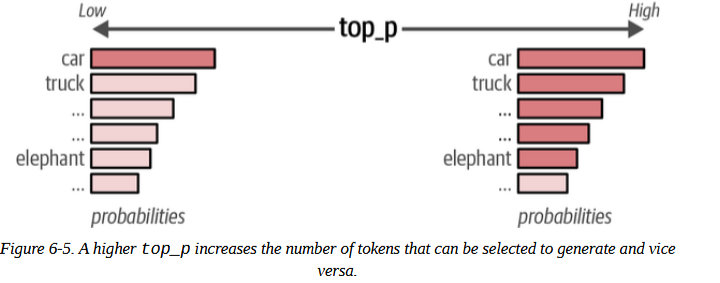 Low High
top_p
car car
truck truck
... ...
... ...
elephant elephant
... ...
probabilities probabilities
Figure 6-5. A higher top_p increases the number of tokens that can be selected to generate and vice
versa.